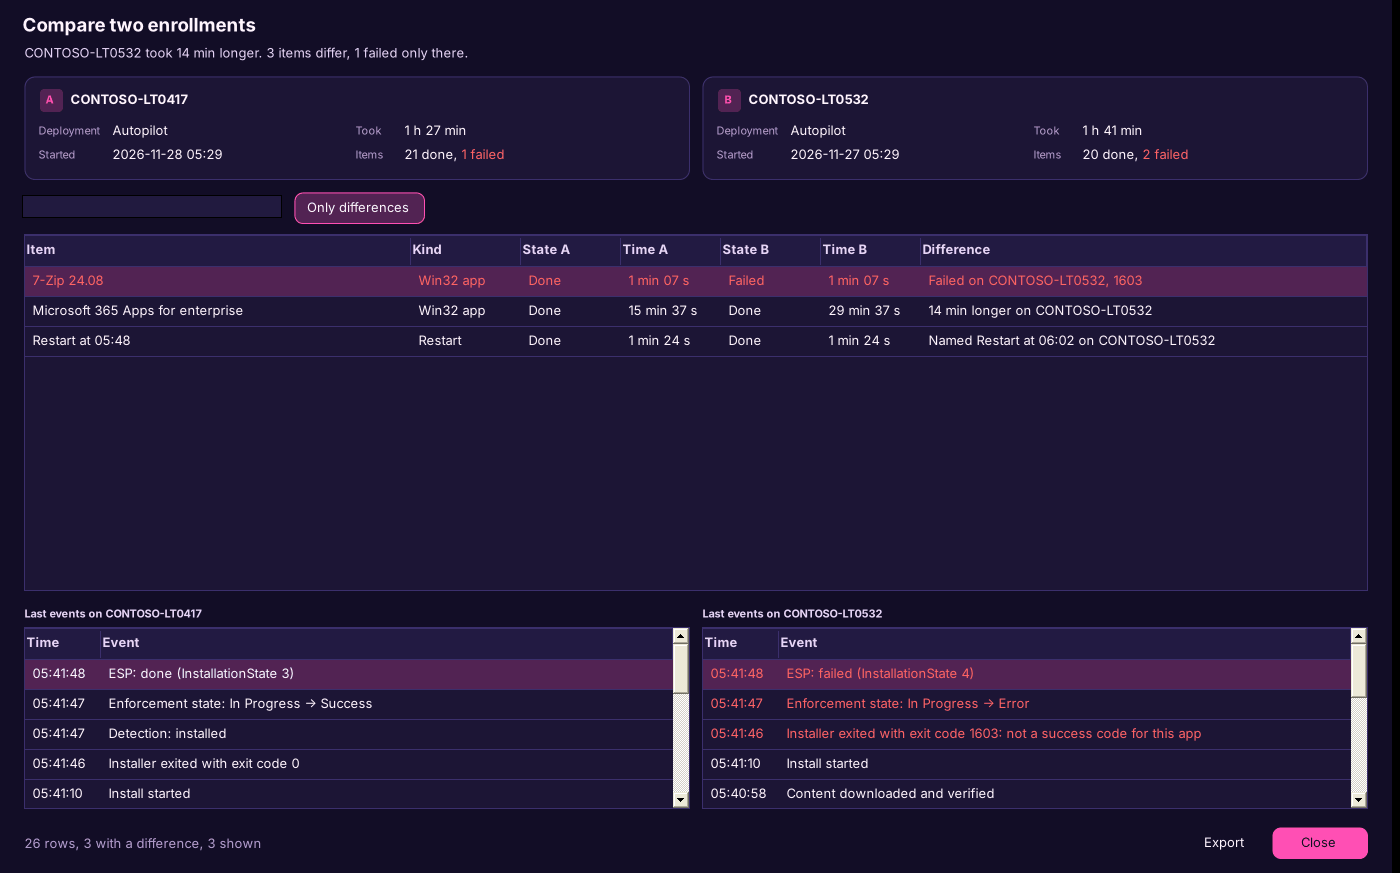 Compare two enrollments
CONTOSO-LT0532 took 14 min longer. 3 items differ, 1 failed only there.
A CONTOSO-LT0417
Deployment Autopilot Took 1 h 27 min
Started 2026-11-28 05:29 Items 21 done, 1 failed
B CONTOSO-LT0532
Deployment Autopilot Took 1 h 41 min
Started 2026-11-27 05:29 Items 20 done, 2 failed
Only differences
Item Kind State A Time A State B Time B Difference
7-Zip 24.08 Win32 app Done 1 min 07 s Failed 1 min 07 s Failed on CONTOSO-LT0532, 1603
Microsoft 365 Apps for enterprise Win32 app Done 15 min 37 s Done 29 min 37 s 14 min longer on CONTOSO-LT0532
Restart at 05:48 Restart Done 1 min 24 s Done 1 min 24 s Named Restart at 06:02 on CONTOSO-LT0532
Last events on CONTOSO-LT0417
Time Event
05:41:48 ESP: done (InstallationState 3)
05:41:47 Enforcement state: In Progress → Success
05:41:47 Detection: installed
05:41:46 Installer exited with exit code 0
05:41:10 Install started
Last events on CONTOSO-LT0532
Time Event
05:41:48 ESP: failed (InstallationState 4)
05:41:47 Enforcement state: In Progress → Error
05:41:46 Installer exited with exit code 1603: not a success code for this app
05:41:10 Install started
05:40:58 Content downloaded and verified
26 rows, 3 with a difference, 3 shown
Export
Close